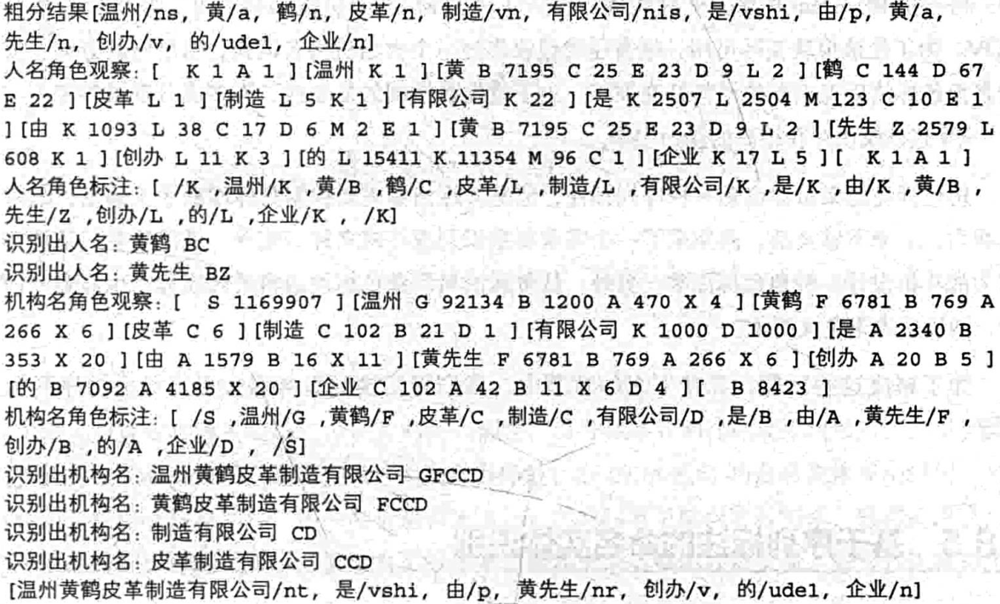 粗分结果[温州/ns, 黄/a, 鹤/n, 皮革/n, 制造/vn, 有限公司/nis, 是/vshi, 由/p, 黄/a,
先生/n, 创办/v, 的/ude1, 企业/n]
人名角色观察: [  K 1 A 1 ][温州 K 1 ][黄 B 7195 C 25 E 23 D 9 L 2 ][鹤 C 144 D 67
E 22 ][皮革 L 1 ][制造 L 5 K 1 ][有限公司 K 22 ][是 K 2507 L 2504 M 123 C 10 E 1
][由 K 1093 L 38 C 17 D 6 M 2 E 1 ][黄 B 7195 C 25 E 23 D 9 L 2 ][先生 Z 2579 L
608 K 1 ][创办 L 11 K 3 ][的 L 15411 K 11354 M 96 C 1 ][企业 K 17 L 5 ][  K 1 A 1 ]
人名角色标注: [ /K ,温州/K ,黄/B ,鹤/C ,皮革/L ,制造/L ,有限公司/K ,是/K ,由/K ,黄/B ,
先生/Z ,创办/L ,的/L ,企业/K , /K]
识别出人名: 黄鹤 BC
识别出人名: 黄先生 BZ
机构名角色观察: [  S 1169907 ][温州 G 92134 B 1200 A 470 X 4 ][黄鹤 F 6781 B 769 A
266 X 6 ][皮革 C 6 ][制造 C 102 B 21 D 1 ][有限公司 K 1000 D 1000 ][是 A 2340 B
353 X 20 ][由 A 1579 B 16 X 11 ][黄先生 F 6781 B 769 A 266 X 6 ][创办 A 20 B 5 ]
[的 B 7092 A 4185 X 20 ][企业 C 102 A 42 B 11 X 6 D 4 ][  B 8423 ]
机构名角色标注: [ /S ,温州/G ,黄鹤/F ,皮革/C ,制造/C ,有限公司/D ,是/B ,由/A ,黄先生/F ,
创办/B ,的/A ,企业/D , /S]
识别出机构名: 温州黄鹤皮革制造有限公司 GFCCD
识别出机构名: 黄鹤皮革制造有限公司 FCCD
识别出机构名: 制造有限公司 CD
识别出机构名: 皮革制造有限公司 CCD
[温州黄鹤皮革制造有限公司/nt, 是/vshi, 由/p, 黄先生/nr, 创办/v, 的/ude1, 企业/n]